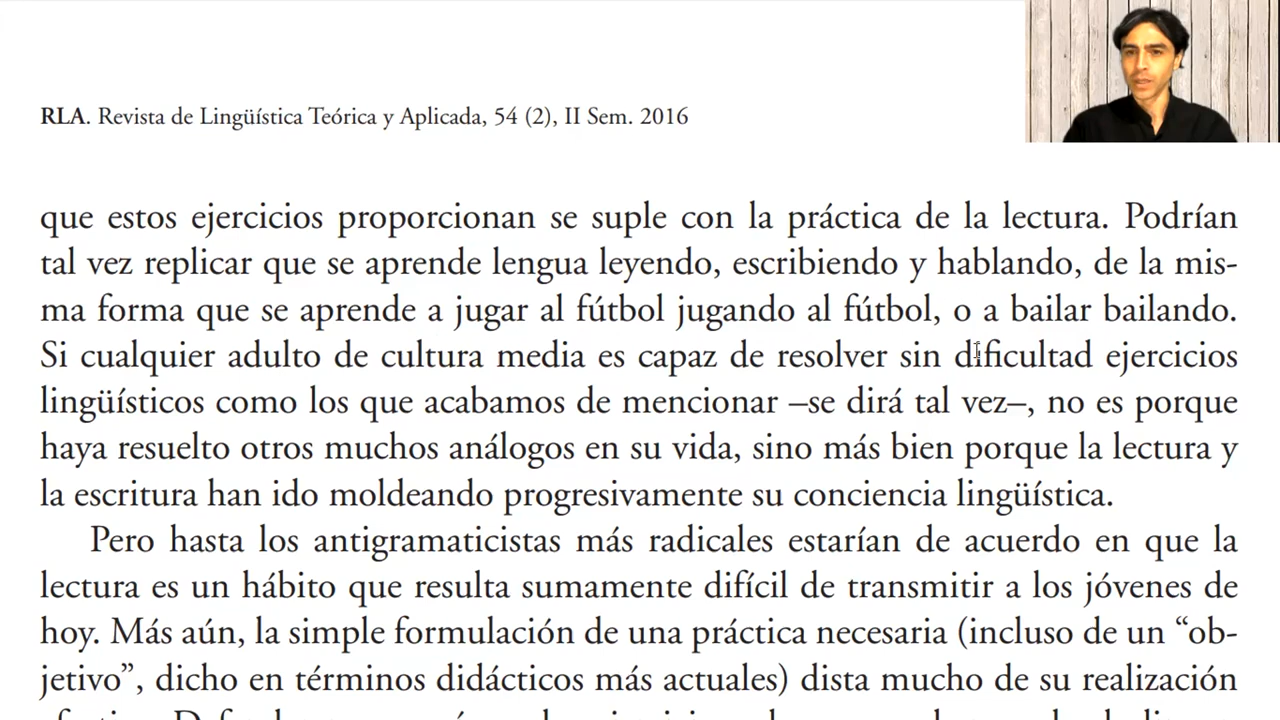 RLA. Revista de Lingüística Teórica y Aplicada, 54 (2), II Sem. 2016
que estos ejercicios proporcionan se suple con la práctica de la lectura. Podrían
tal vez replicar que se aprende lengua leyendo, escribiendo y hablando, de la mis-
ma forma que se aprende a jugar al fútbol jugando al fútbol, o a bailar bailando.
Si cualquier adulto de cultura media es capaz de resolver sin dificultad ejercicios
lingüísticos como los que acabamos de mencionar –se dirá tal vez–, no es porque
haya resuelto otros muchos análogos en su vida, sino más bien porque la lectura y
la escritura han ido moldeando progresivamente su conciencia lingüística.
Pero hasta los antigramaticistas más radicales estarían de acuerdo en que la
lectura es un hábito que resulta sumamente difícil de transmitir a los jóvenes de
hoy. Más aún, la simple formulación de una práctica necesaria (incluso de un “ob-
jetivo”, dicho en términos didácticos más actuales) dista mucho de su realización